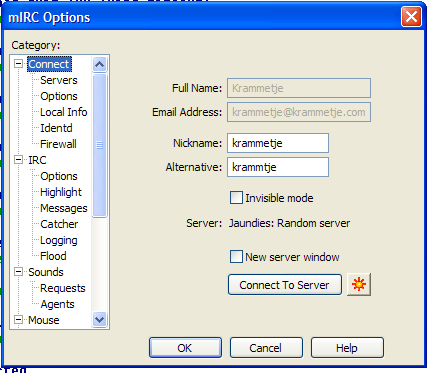 mIRC Options
Category:
Connect
Servers
Options
Local Info
Identd
Firewall
IRC
Options
Highlight
Messages
Catcher
Logging
Flood
Sounds
Requests
Agents
Mouse
Full Name: Krammetje
Email Address: krammetje@krammetje.com
Nickname: krammetje
Alternative: krammtje
Invisible mode
Server: Jaundies: Random server
New server window
Connect To Server
OK Cancel Help